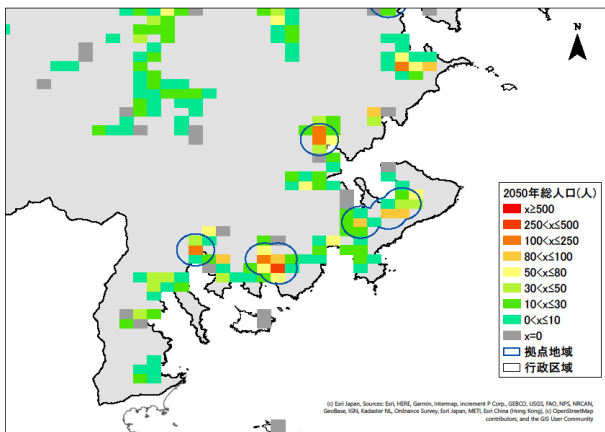 N
2050年総人口(人)
x≥500
250<x≤500
100<x≤250
80<x≤100
50<x≤80
30<x≤50
10<x≤30
0<x≤10
x=0
拠点地域
行政区域
(c) Esri Japan, Sources: Esri, HERE, Garmin, Intermap, increment P Corp., GEBCO, USGS, FAO, NPS, NRCAN,
GeoBase, IGN, Kadaster NL, Ordnance Survey, Esri Japan, METI, Esri China (Hong Kong), (c) OpenStreetMap
contributors, and the GIS User Community